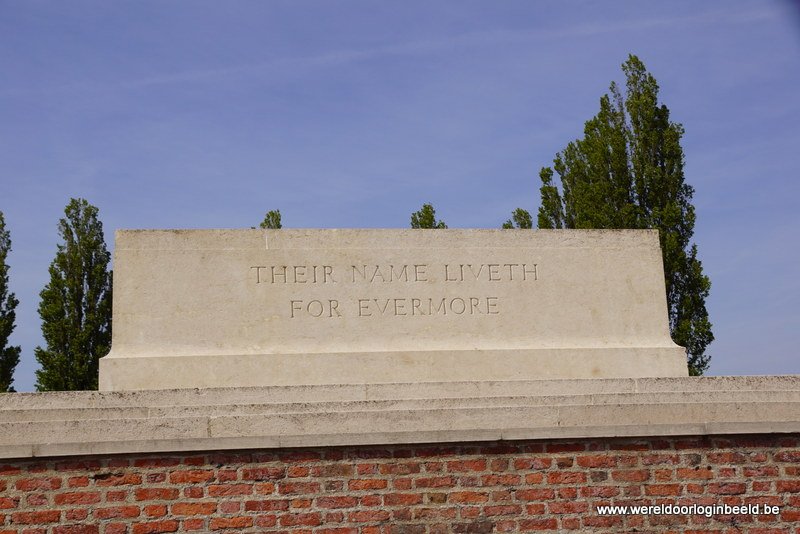 THEIR NAME LIVETH
FOR EVERMORE
www.wereldoorloginbeeld.be